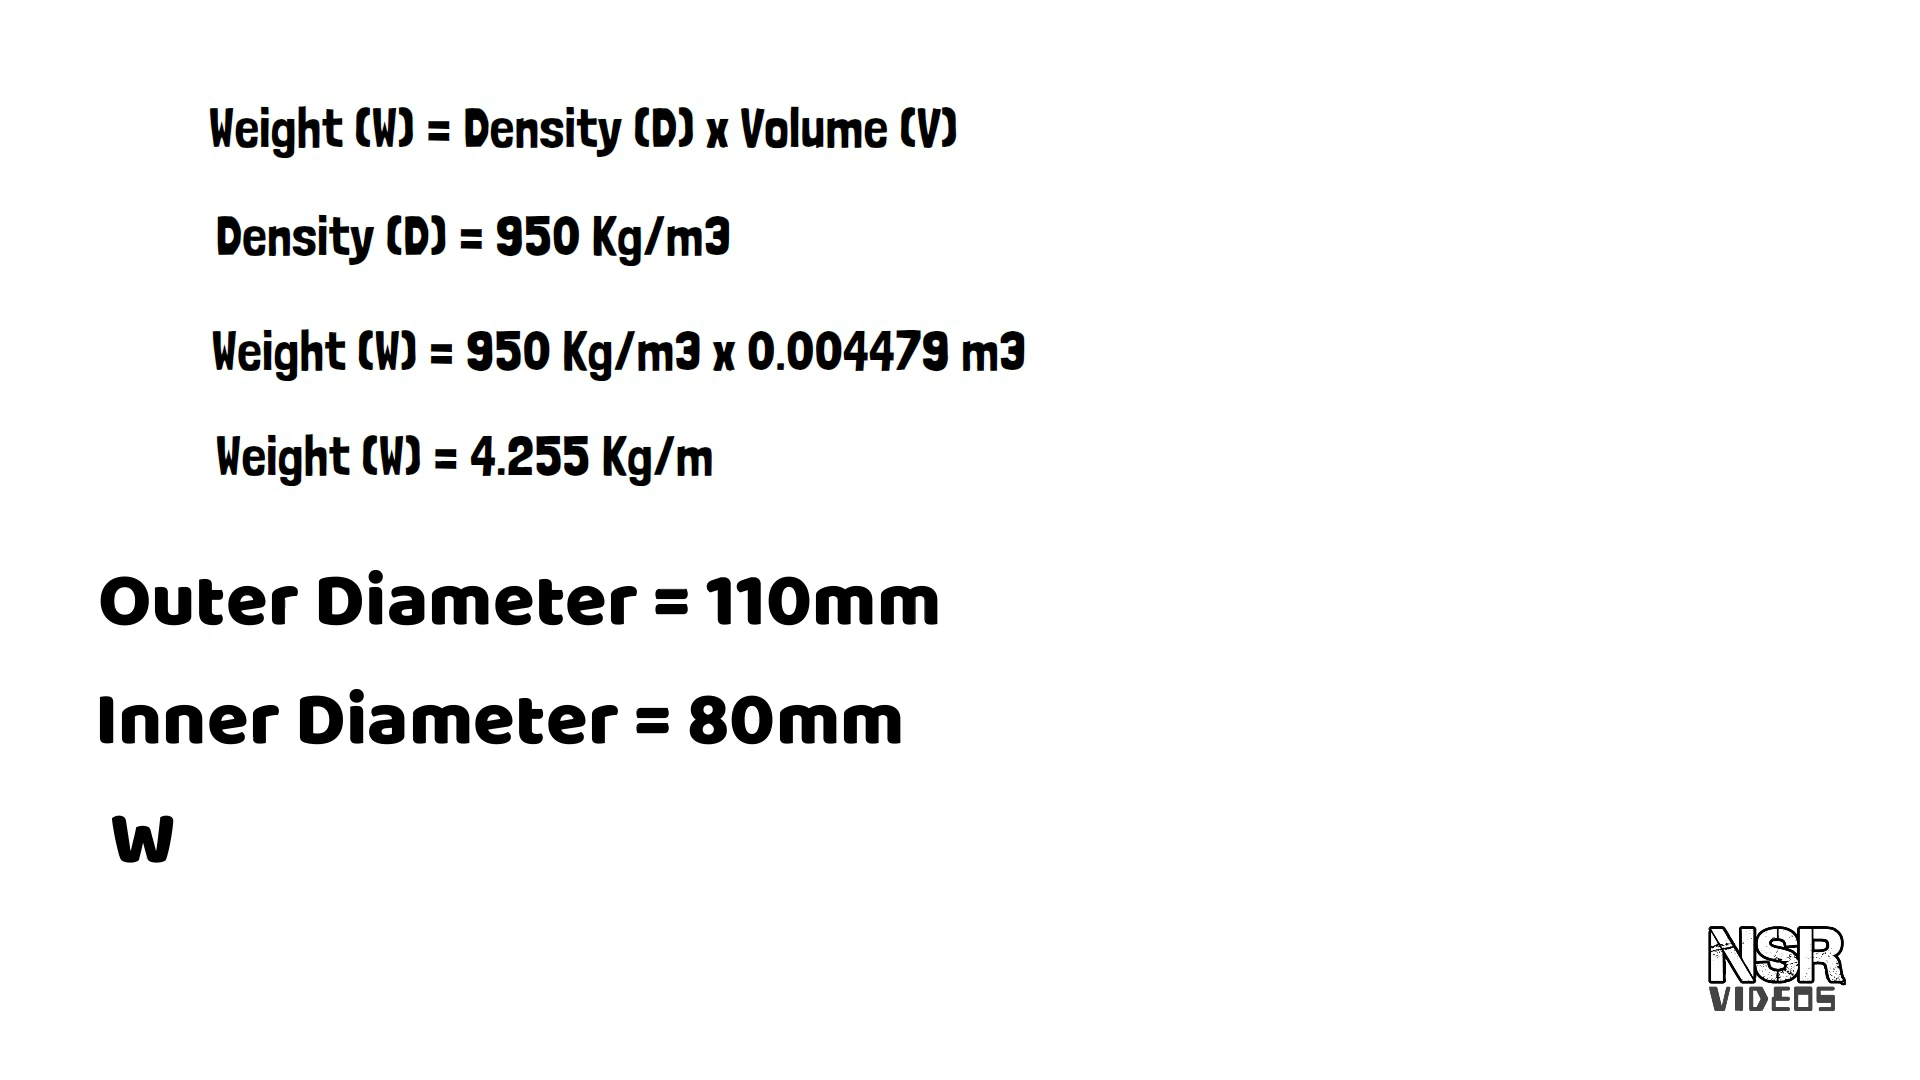 Weight (W) = Density (D) x Volume (V)
Density (D) = 950 Kg/m3
Weight (W) = 950 Kg/m3 x 0.004479 m3
Weight (W) = 4.255 Kg/m
Outer Diameter = 110mm
Inner Diameter = 80mm
W
NSR
VIDEOS